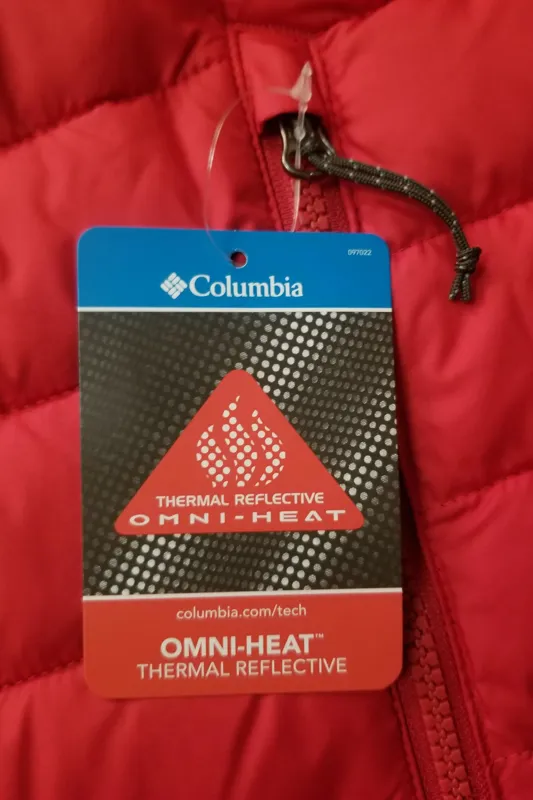 097022
Columbia
THERMAL REFLECTIVE
OMNI-HEAT
columbia.com/tech
OMNI-HEAT™
THERMAL REFLECTIVE